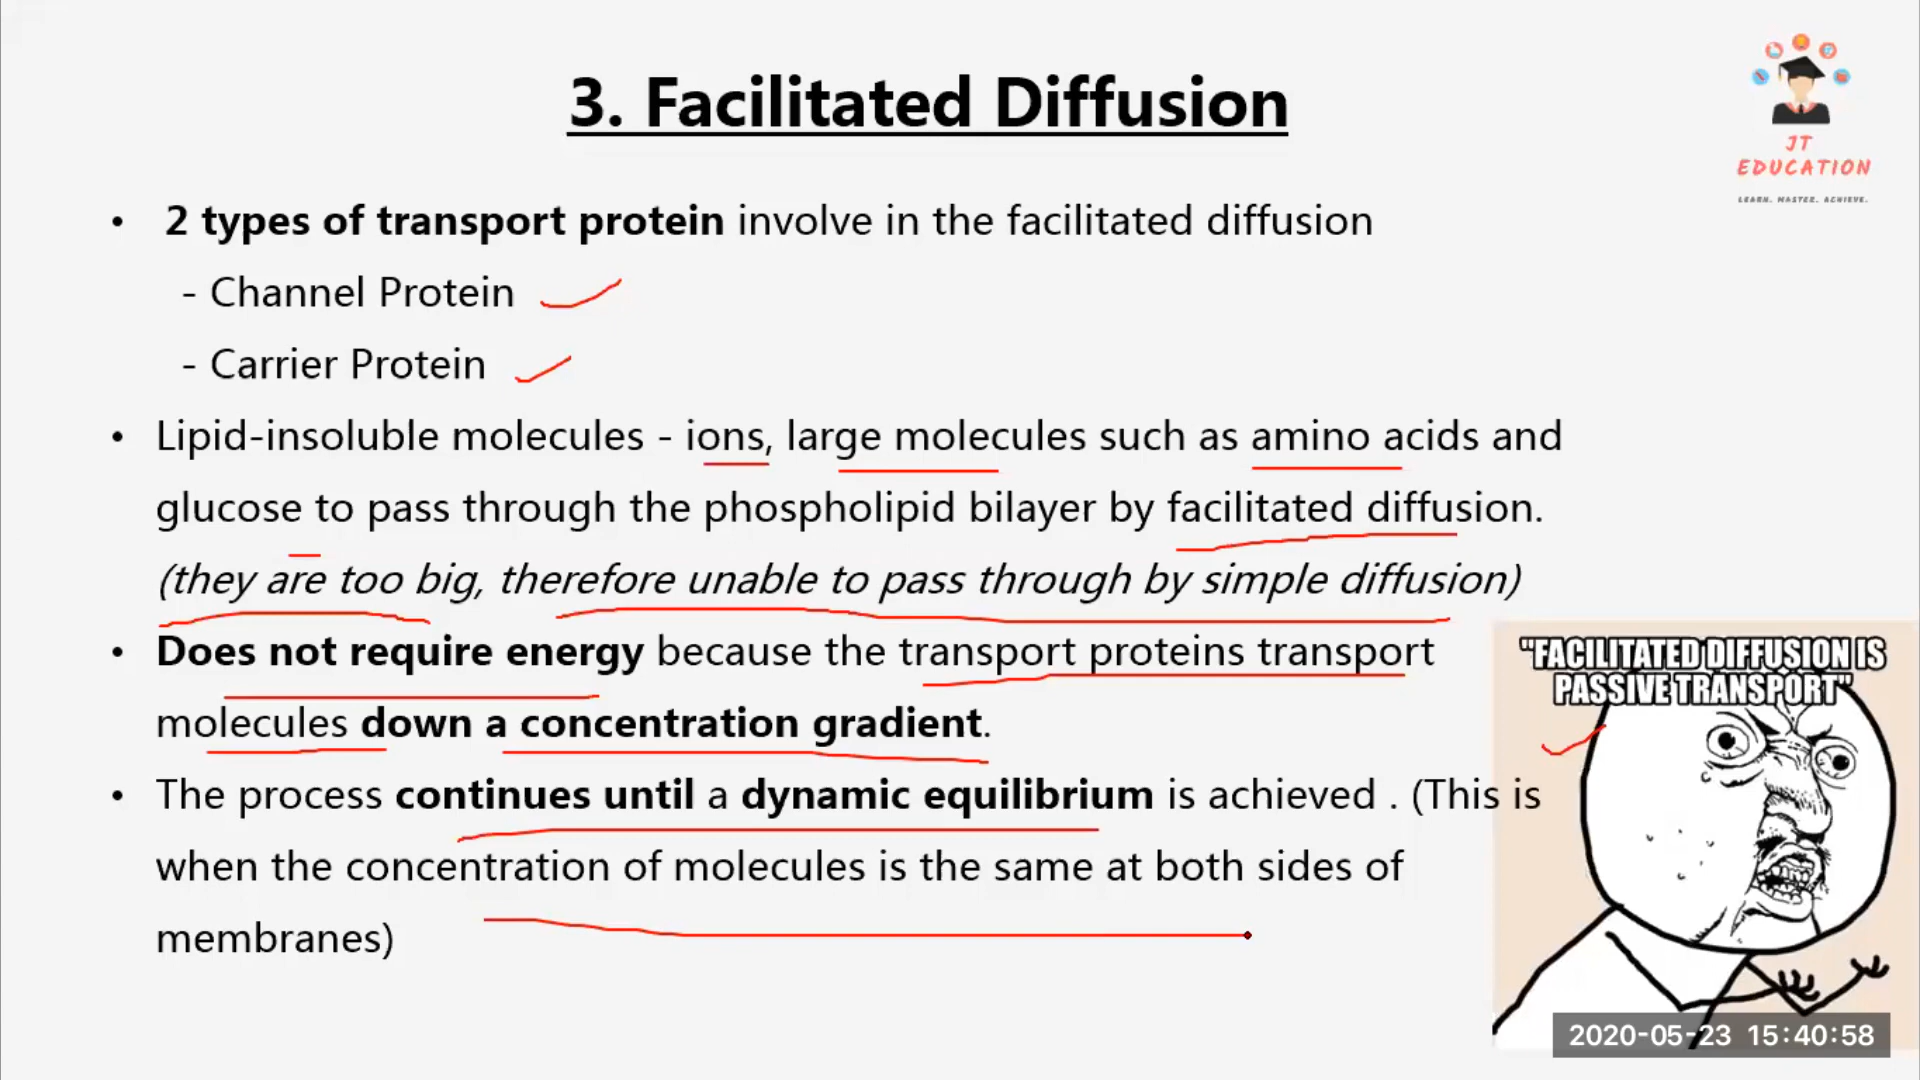 3. Facilitated Diffusion
JT
EDUCATION
LEARN. MASTER. ACHIEVE.
• 2 types of transport protein involve in the facilitated diffusion
- Channel Protein
- Carrier Protein
• Lipid-insoluble molecules - ions, large molecules such as amino acids and
glucose to pass through the phospholipid bilayer by facilitated diffusion.
(they are too big, therefore unable to pass through by simple diffusion)
• Does not require energy because the transport proteins transport
molecules down a concentration gradient.
• The process continues until a dynamic equilibrium is achieved . (This is
when the concentration of molecules is the same at both sides of
membranes)
"FACILITATED DIFFUSION IS
PASSIVE TRANSPORT"
2020-05-23 15:40:58